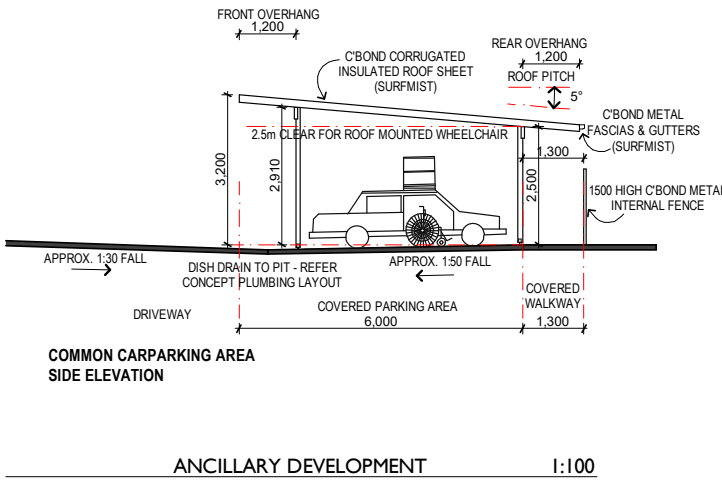 FRONT OVERHANG
1,200
C'BOND CORRUGATED
INSULATED ROOF SHEET
(SURFMIST)
REAR OVERHANG
1,200
ROOF PITCH
5°
C'BOND METAL
FASCIAS & GUTTERS
(SURFMIST)
2.5m CLEAR FOR ROOF MOUNTED WHEELCHAIR
3,200
2,910
2,500
1,300
1500 HIGH C'BOND METAL
INTERNAL FENCE
APPROX. 1:30 FALL
DISH DRAIN TO PIT - REFER
CONCEPT PLUMBING LAYOUT
APPROX. 1:50 FALL
DRIVEWAY
COVERED PARKING AREA
6,000
COVERED
WALKWAY
1,300
COMMON CARPARKING AREA
SIDE ELEVATION
ANCILLARY DEVELOPMENT 1:100